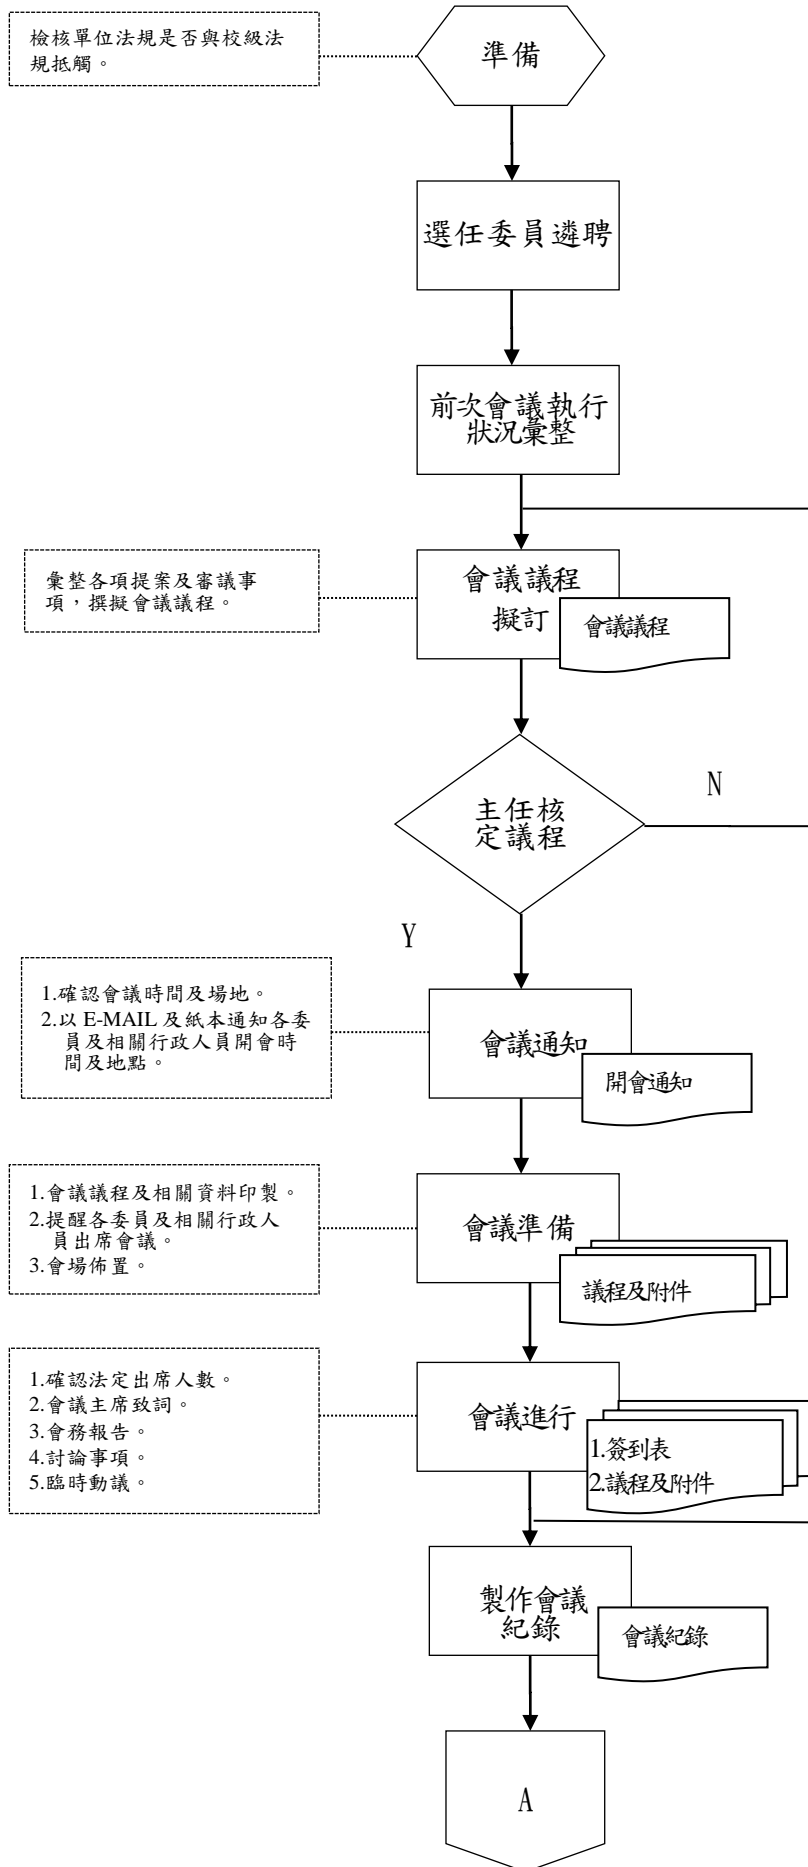 檢核單位法規是否與校級法
規抵觸。
準備
選任委員遴聘
前次會議執行
狀況彙整
彙整各項提案及審議事
項，撰擬會議議程。
會議議程
擬訂
會議議程
主任核
定議程
N
Y
1.確認會議時間及場地。
2.以 E-MAIL 及紙本通知各委
員及相關行政人員開會時
間及地點。
會議通知
開會通知
1.會議議程及相關資料印製。
2.提醒各委員及相關行政人
員出席會議。
3.會場佈置。
會議準備
議程及附件
1.確認法定出席人數。
2.會議主席致詞。
3.會務報告。
4.討論事項。
5.臨時動議。
會議進行
1.簽到表
2.議程及附件
製作會議
紀錄
會議紀錄
A